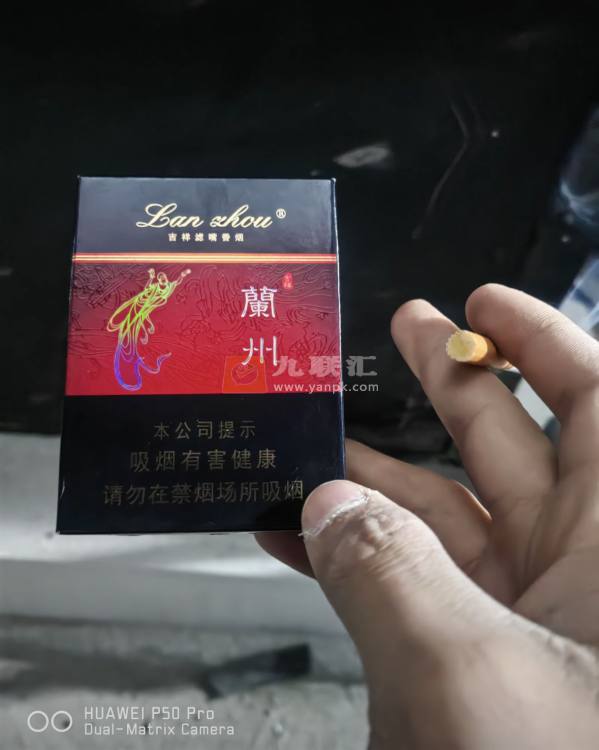 Lan zhou®
吉祥滤嘴香烟
蘭
州
九联汇
www.yanpk.com
本公司提示
吸烟有害健康
请勿在禁烟场所吸烟
HUAWEI P50 Pro
Dual-Matrix Camera